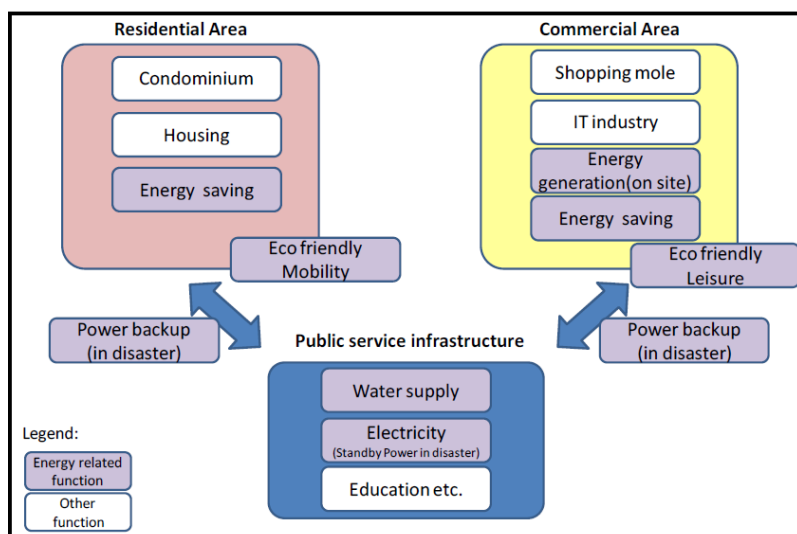 Residential Area
Condominium
Housing
Energy saving
Eco friendly
Mobility
Commercial Area
Shopping mole
IT industry
Energy
generation(on site)
Energy saving
Eco friendly
Leisure
Power backup
(in disaster)
Power backup
(in disaster)
Public service infrastructure
Water supply
Electricity
(Standby Power in disaster)
Education etc.
Legend:
Energy related
function
Other
function